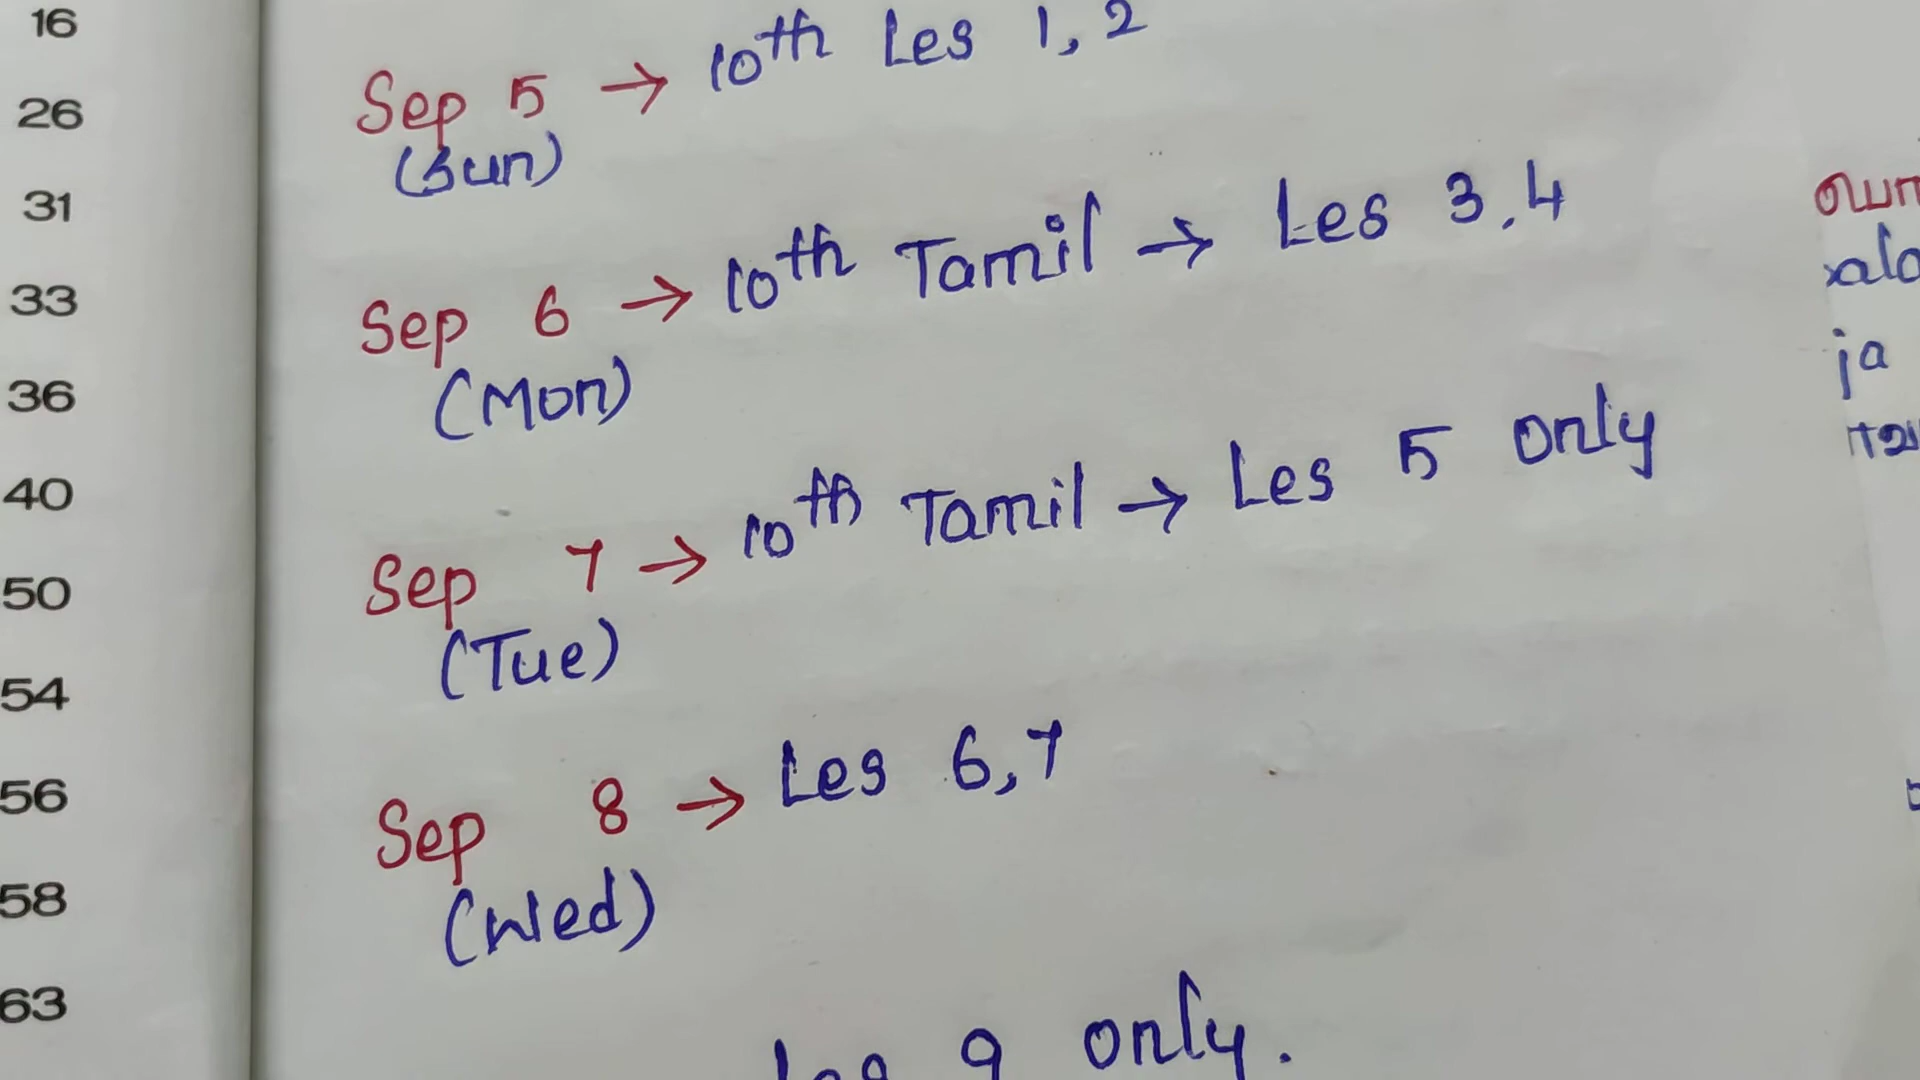 16
26
31
33
36
40
50
54
56
58
63
Sep 5 → 10th Les 1, 2
(Sun)
Sep 6 → 10th Tamil → Les 3, 4
(Mon)
Sep 7 → 10th Tamil → Les 5 only
(Tue)
Sep 8 → Les 6, 7
(Wed)
Les 9 only.
ja